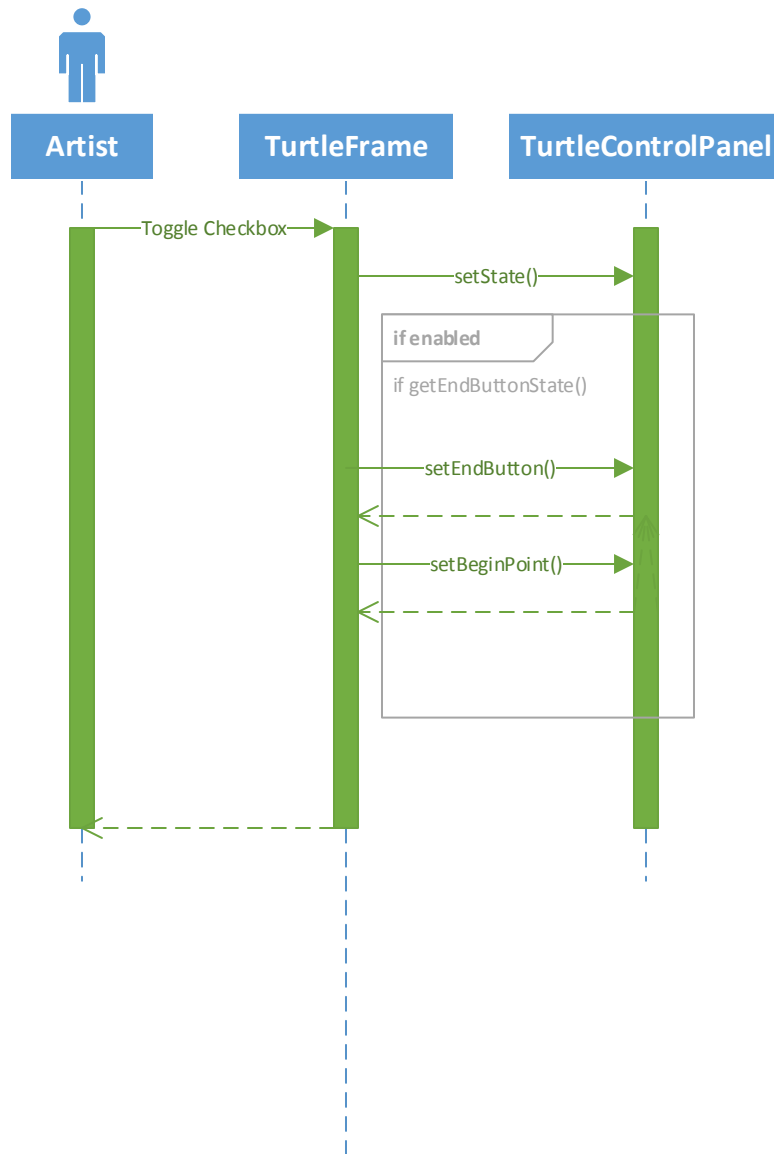 Artist
TurtleFrame
TurtleControlPanel
Toggle Checkbox
setState()
if enabled
if getEndButtonState()
setEndButton()
setBeginPoint()